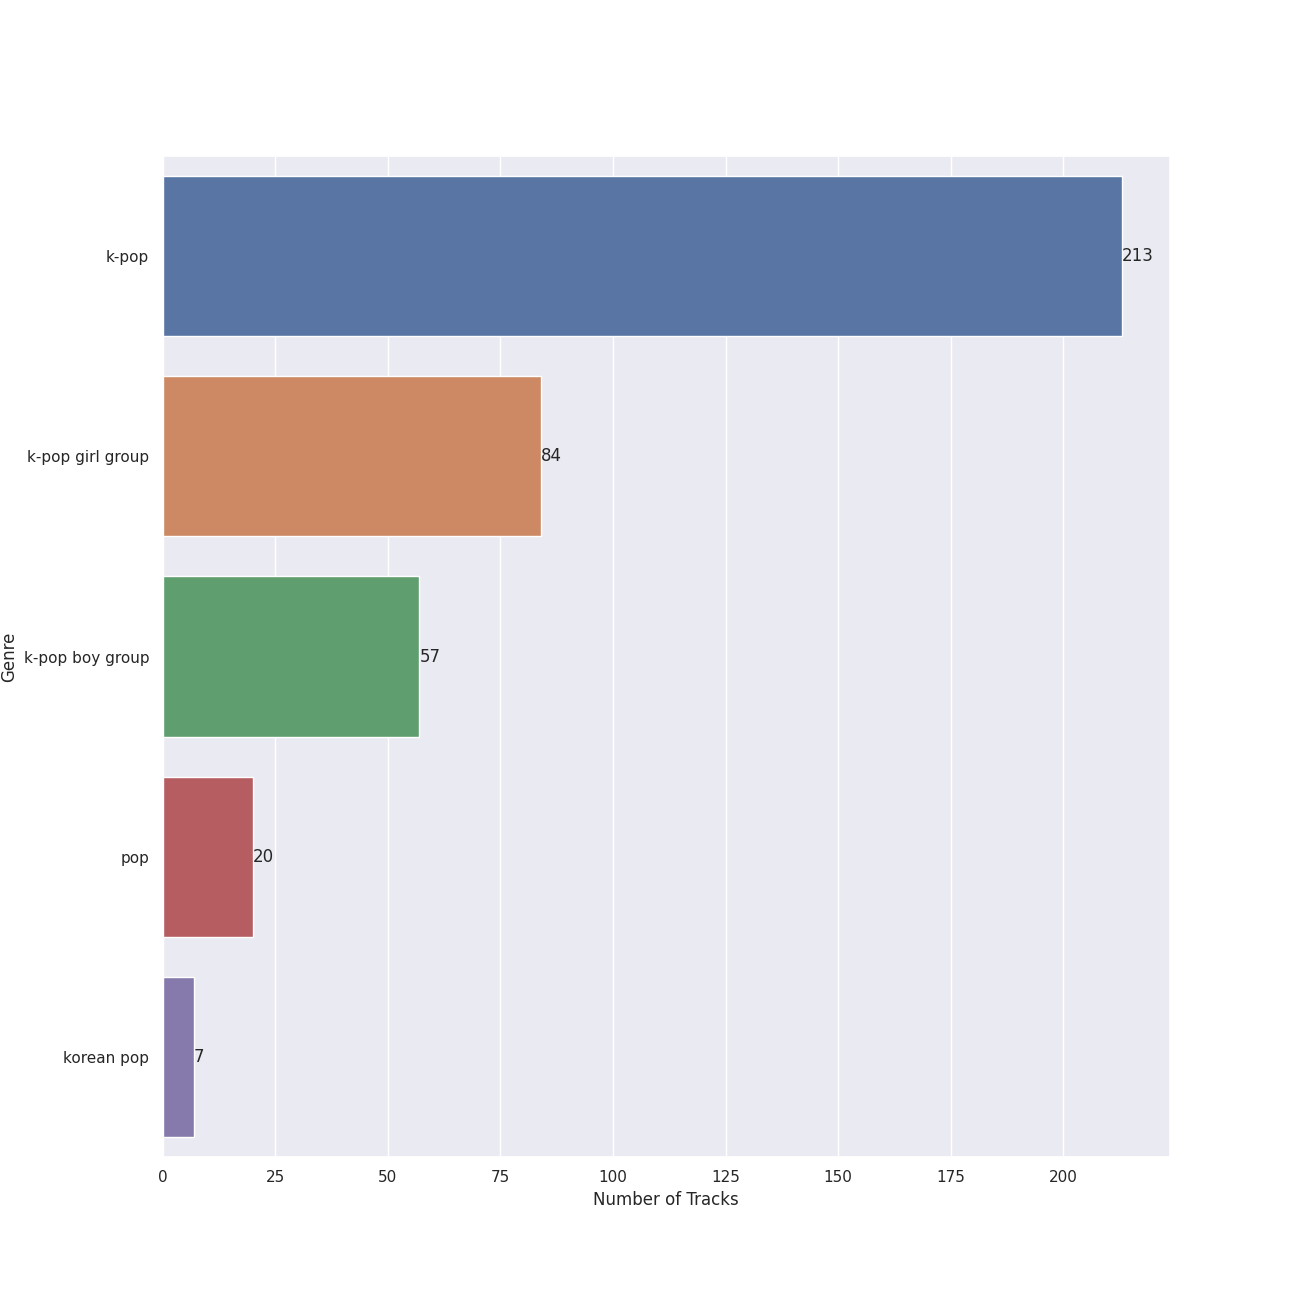 k-pop
213
k-pop girl group
84
k-pop boy group
57
pop
20
korean pop
7
Genre
0 25 50 75 100 125 150 175 200
Number of Tracks